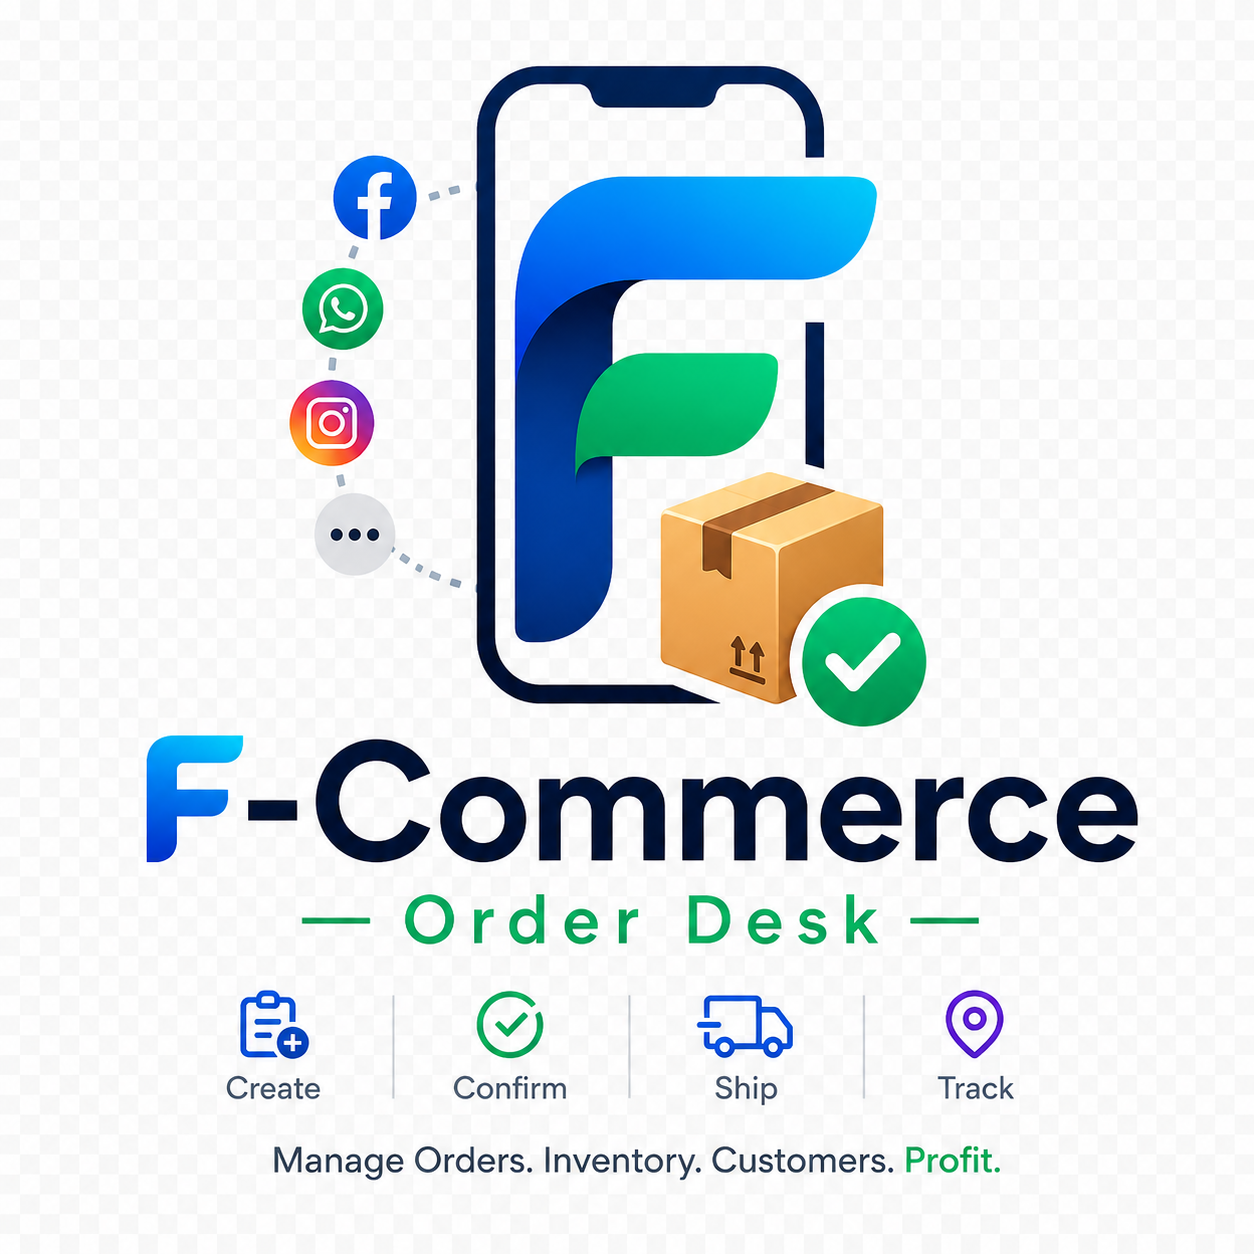 F-Commerce
Order Desk
Create Confirm Ship Track
Manage Orders. Inventory. Customers. Profit.